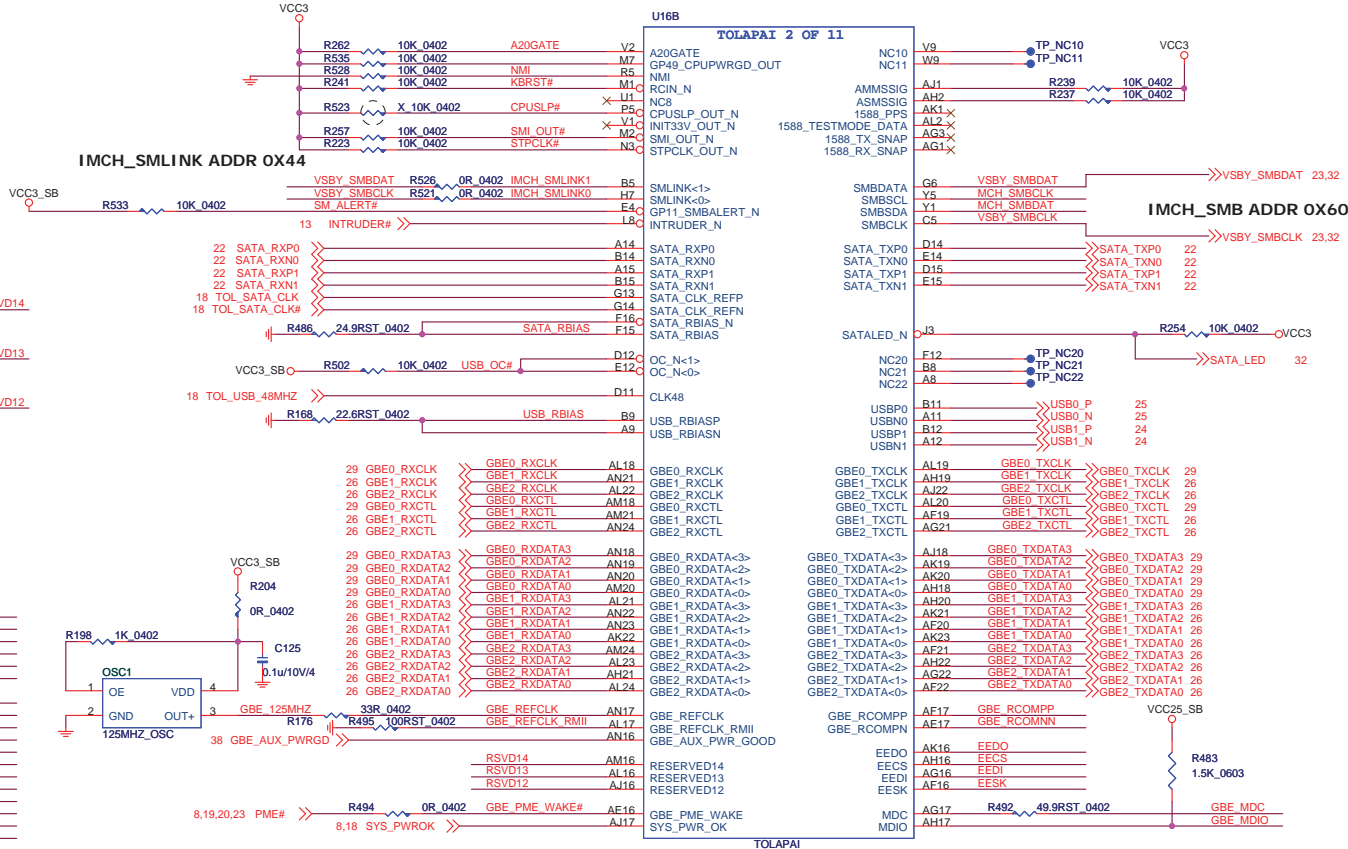 VCC3
U16B
TOLAPAI 2 OF 11
R262 10K_0402 A20GATE V2 A20GATE
R535 10K_0402 M7 GP49_CPUPWRGD_OUT
R528 10K_0402 NMI R5 NMI
R241 10K_0402 KBRST# M1 RCIN_N
U1 NC8
R523 X_10K_0402 CPUSLP# P5 CPUSLP_OUT_N
V1 INIT33V_OUT_N
R257 10K_0402 SMI_OUT# M2 SMI_OUT_N
R223 10K_0402 STPCLK# N3 STPCLK_OUT_N
NC10 V9 TP_NC10
NC11 W9 TP_NC11
VCC3
AMMSSIG AJ1 R239 10K_0402
ASMSSIG AH2 R237 10K_0402
1588_PPS AK1
1588_TESTMODE_DATA AL2
1588_TX_SNAP AG3
1588_RX_SNAP AG1
IMCH_SMLINK ADDR 0X44
VSBY_SMBDAT R526 0R_0402 IMCH_SMLINK1 B5 SMLINK<1>
VSBY_SMBCLK R521 0R_0402 IMCH_SMLINK0 H7 SMLINK<0>
VCC3_SB R533 10K_0402 SM_ALERT# E4 GP11_SMBALERT_N
13 INTRUDER# L8 INTRUDER_N
SMBDATA G6 VSBY_SMBDAT VSBY_SMBDAT 23,32
SMBSCL Y5 MCH_SMBCLK
SMBSDA Y1 MCH_SMBDAT
SMBCLK C5 VSBY_SMBCLK VSBY_SMBCLK 23,32
IMCH_SMB ADDR 0X60
22 SATA_RXP0 A14 SATA_RXP0
22 SATA_RXN0 B14 SATA_RXN0
22 SATA_RXP1 A15 SATA_RXP1
22 SATA_RXN1 B15 SATA_RXN1
18 TOL_SATA_CLK G13 SATA_CLK_REFP
18 TOL_SATA_CLK# G14 SATA_CLK_REFN
F16 SATA_RBIAS_N
R486 24.9RST_0402 SATA_RBIAS F15 SATA_RBIAS
SATA_TXP0 D14 SATA_TXP0 22
SATA_TXN0 E14 SATA_TXN0 22
SATA_TXP1 D15 SATA_TXP1 22
SATA_TXN1 E15 SATA_TXN1 22
SATALED_N J3 R254 10K_0402 VCC3
SATA_LED 32
VD14
VD13
VD12
D12 OC_N<1>
VCC3_SB R502 10K_0402 USB_OC# E12 OC_N<0>
18 TOL_USB_48MHZ D11 CLK48
R168 22.6RST_0402 USB_RBIAS B9 USB_RBIASP
A9 USB_RBIASN
NC20 F12 TP_NC20
NC21 B8 TP_NC21
NC22 A8 TP_NC22
USBP0 B11 USB0_P 25
USBN0 A11 USB0_N 25
USBP1 B12 USB1_P 24
USBN1 A12 USB1_N 24
29 GBE0_RXCLK GBE0_RXCLK AL18 GBE0_RXCLK
26 GBE1_RXCLK GBE1_RXCLK AN21 GBE1_RXCLK
26 GBE2_RXCLK GBE2_RXCLK AL22 GBE2_RXCLK
29 GBE0_RXCTL GBE0_RXCTL AM18 GBE0_RXCTL
26 GBE1_RXCTL GBE1_RXCTL AM21 GBE1_RXCTL
26 GBE2_RXCTL GBE2_RXCTL AN24 GBE2_RXCTL
GBE0_TXCLK AL19 GBE0_TXCLK GBE0_TXCLK 29
GBE1_TXCLK AH19 GBE1_TXCLK GBE1_TXCLK 26
GBE2_TXCLK AJ22 GBE2_TXCLK GBE2_TXCLK 26
GBE0_TXCTL AL20 GBE0_TXCTL GBE0_TXCTL 29
GBE1_TXCTL AF19 GBE1_TXCTL GBE1_TXCTL 26
GBE2_TXCTL AG21 GBE2_TXCTL GBE2_TXCTL 26
29 GBE0_RXDATA3 GBE0_RXDATA3 AN18 GBE0_RXDATA<3>
29 GBE0_RXDATA2 GBE0_RXDATA2 AN19 GBE0_RXDATA<2>
29 GBE0_RXDATA1 GBE0_RXDATA1 AN20 GBE0_RXDATA<1>
29 GBE0_RXDATA0 GBE0_RXDATA0 AM20 GBE0_RXDATA<0>
26 GBE1_RXDATA3 GBE1_RXDATA3 AL21 GBE1_RXDATA<3>
26 GBE1_RXDATA2 GBE1_RXDATA2 AN22 GBE1_RXDATA<2>
26 GBE1_RXDATA1 GBE1_RXDATA1 AN23 GBE1_RXDATA<1>
26 GBE1_RXDATA0 GBE1_RXDATA0 AK22 GBE1_RXDATA<0>
26 GBE2_RXDATA3 GBE2_RXDATA3 AM24 GBE2_RXDATA<3>
26 GBE2_RXDATA2 GBE2_RXDATA2 AL23 GBE2_RXDATA<2>
26 GBE2_RXDATA1 GBE2_RXDATA1 AH21 GBE2_RXDATA<1>
26 GBE2_RXDATA0 GBE2_RXDATA0 AL24 GBE2_RXDATA<0>
GBE0_TXDATA<3> AJ18 GBE0_TXDATA3 GBE0_TXDATA3 29
GBE0_TXDATA<2> AK19 GBE0_TXDATA2 GBE0_TXDATA2 29
GBE0_TXDATA<1> AK20 GBE0_TXDATA1 GBE0_TXDATA1 29
GBE0_TXDATA<0> AH18 GBE0_TXDATA0 GBE0_TXDATA0 29
GBE1_TXDATA<3> AH20 GBE1_TXDATA3 GBE1_TXDATA3 26
GBE1_TXDATA<2> AK21 GBE1_TXDATA2 GBE1_TXDATA2 26
GBE1_TXDATA<1> AF20 GBE1_TXDATA1 GBE1_TXDATA1 26
GBE1_TXDATA<0> AK23 GBE1_TXDATA0 GBE1_TXDATA0 26
GBE2_TXDATA<3> AF21 GBE2_TXDATA3 GBE2_TXDATA3 26
GBE2_TXDATA<2> AH22 GBE2_TXDATA2 GBE2_TXDATA2 26
GBE2_TXDATA<1> AG22 GBE2_TXDATA1 GBE2_TXDATA1 26
GBE2_TXDATA<0> AF22 GBE2_TXDATA0 GBE2_TXDATA0 26
VCC3_SB
R204
0R_0402
R198 1K_0402
C125
0.1u/10V/4
OSC1
1 OE VDD 4
2 GND OUT+ 3
125MHZ_OSC
GBE_125MHZ R176 33R_0402 GBE_REFCLK AN17 GBE_REFCLK
R495 100RST_0402 GBE_REFCLK_RMII AL17 GBE_REFCLK_RMII
38 GBE_AUX_PWRGD AN16 GBE_AUX_PWR_GOOD
RSVD14 AM16 RESERVED14
RSVD13 AL16 RESERVED13
RSVD12 AJ16 RESERVED12
8,19,20,23 PME# R494 0R_0402 GBE_PME_WAKE# AE16 GBE_PME_WAKE
8,18 SYS_PWROK AJ17 SYS_PWR_OK
GBE_RCOMPP AF17 GBE_RCOMPP
GBE_RCOMPN AE17 GBE_RCOMNN
VCC25_SB
R483
1.5K_0603
EEDO AK16 EEDO
EECS AH16 EECS
EEDI AG16 EEDI
EESK AF16 EESK
MDC AG17 R492 49.9RST_0402 GBE_MDC
MDIO AH17 GBE_MDIO
TOLAPAI